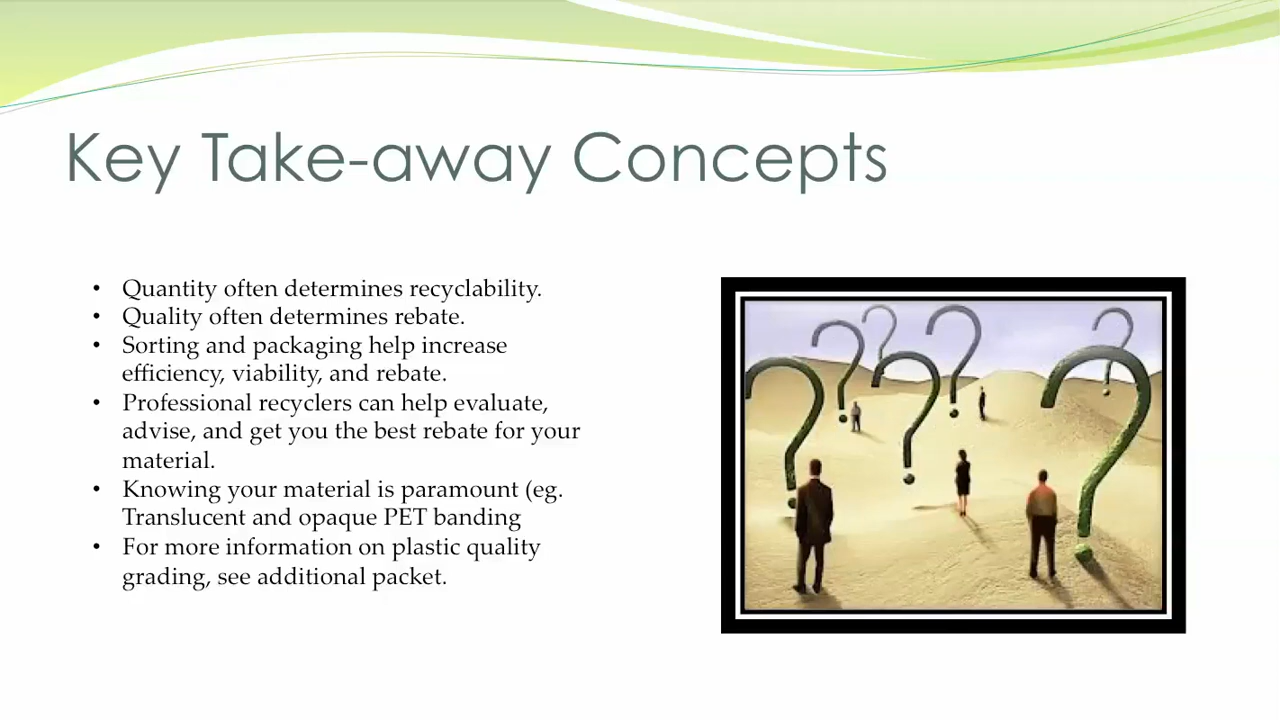 Key Take-away Concepts
• Quantity often determines recyclability.
• Quality often determines rebate.
• Sorting and packaging help increase
efficiency, viability, and rebate.
• Professional recyclers can help evaluate,
advise, and get you the best rebate for your
material.
• Knowing your material is paramount (eg.
Translucent and opaque PET banding
• For more information on plastic quality
grading, see additional packet.